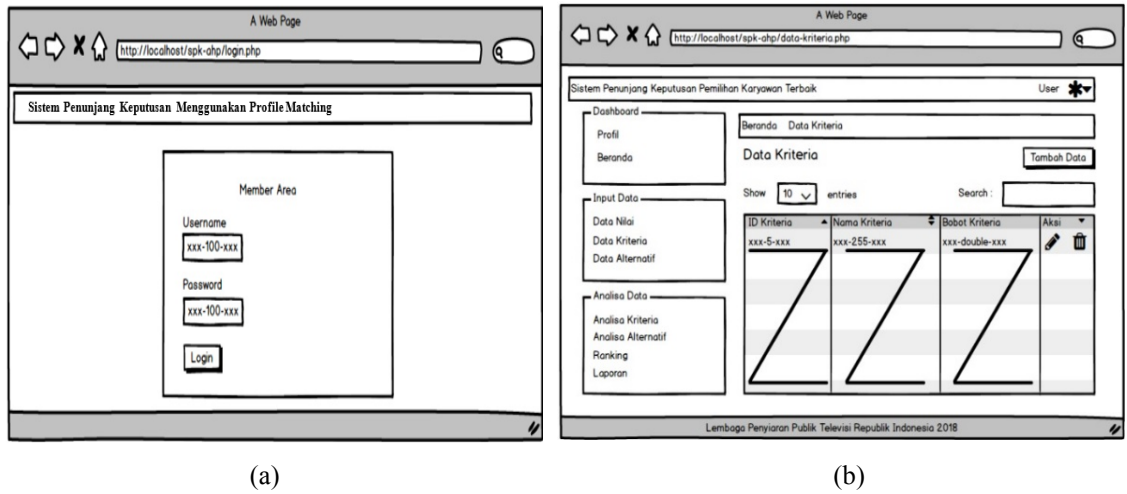 A Web Page
http://localhost/spk-ahp/login.php
Sistem Penunjang Keputusan Menggunakan Profile Matching
Member Area
Username
xxx-100-xxx
Password
xxx-100-xxx
Login
(a)
A Web Page
http://localhost/spk-ahp/data-kriteria.php
Sistem Penunjang Keputusan Pemilihan Karyawan Terbaik User
Dashboard
Profil
Beranda
Input Data
Data Nilai
Data Kriteria
Data Alternatif
Analisa Data
Analisa Kriteria
Analisa Alternatif
Ranking
Laporan
Beranda Data Kriteria
Data Kriteria Tambah Data
Show 10 entries Search :
ID Kriteria Nama Kriteria Bobot Kriteria Aksi
xxx-5-xxx xxx-255-xxx xxx-double-xxx
Lembaga Penyiaran Publik Televisi Republik Indonesia 2018
(b)